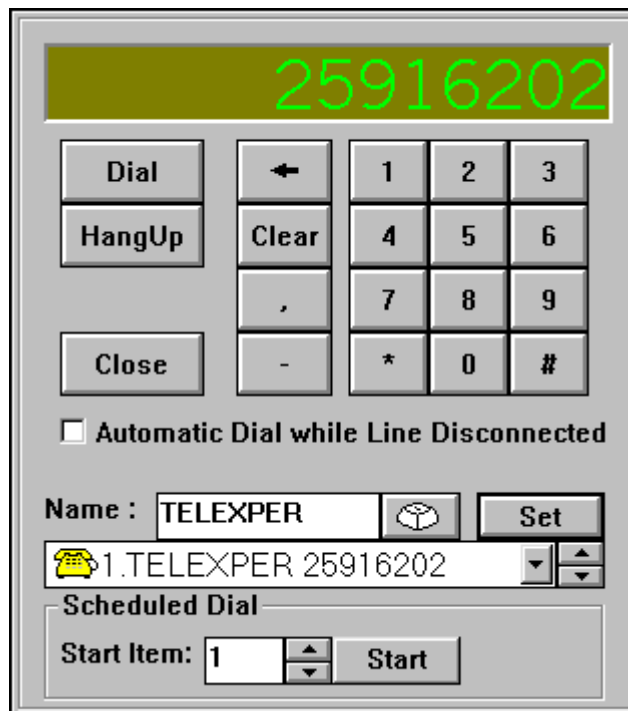 25916202
Dial 1 2 3
HangUp Clear 4 5 6
, 7 8 9
Close - * 0 #
Automatic Dial while Line Disconnected
Name : TELEXPER Set
1.TELEXPER 25916202
Scheduled Dial
Start Item: 1 Start